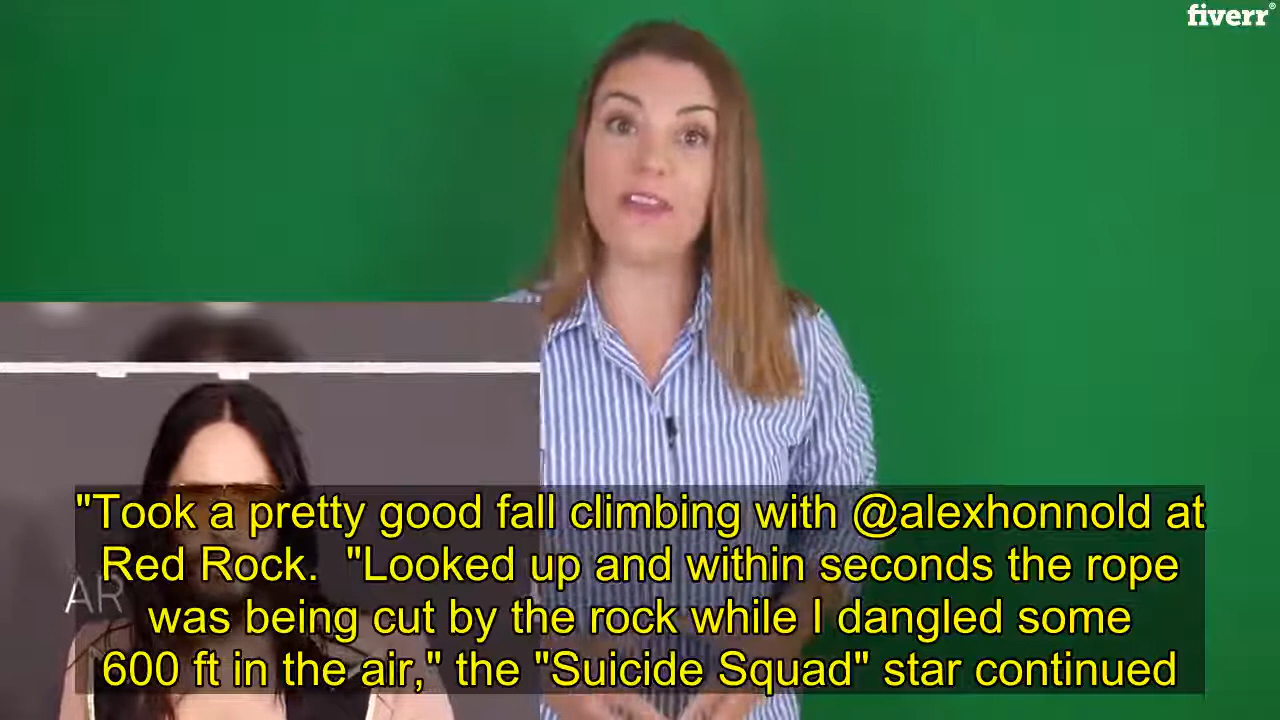 fiverr®
"Took a pretty good fall climbing with @alexhonnold at
Red Rock.  "Looked up and within seconds the rope
AR
was being cut by the rock while I dangled some
600 ft in the air," the "Suicide Squad" star continued